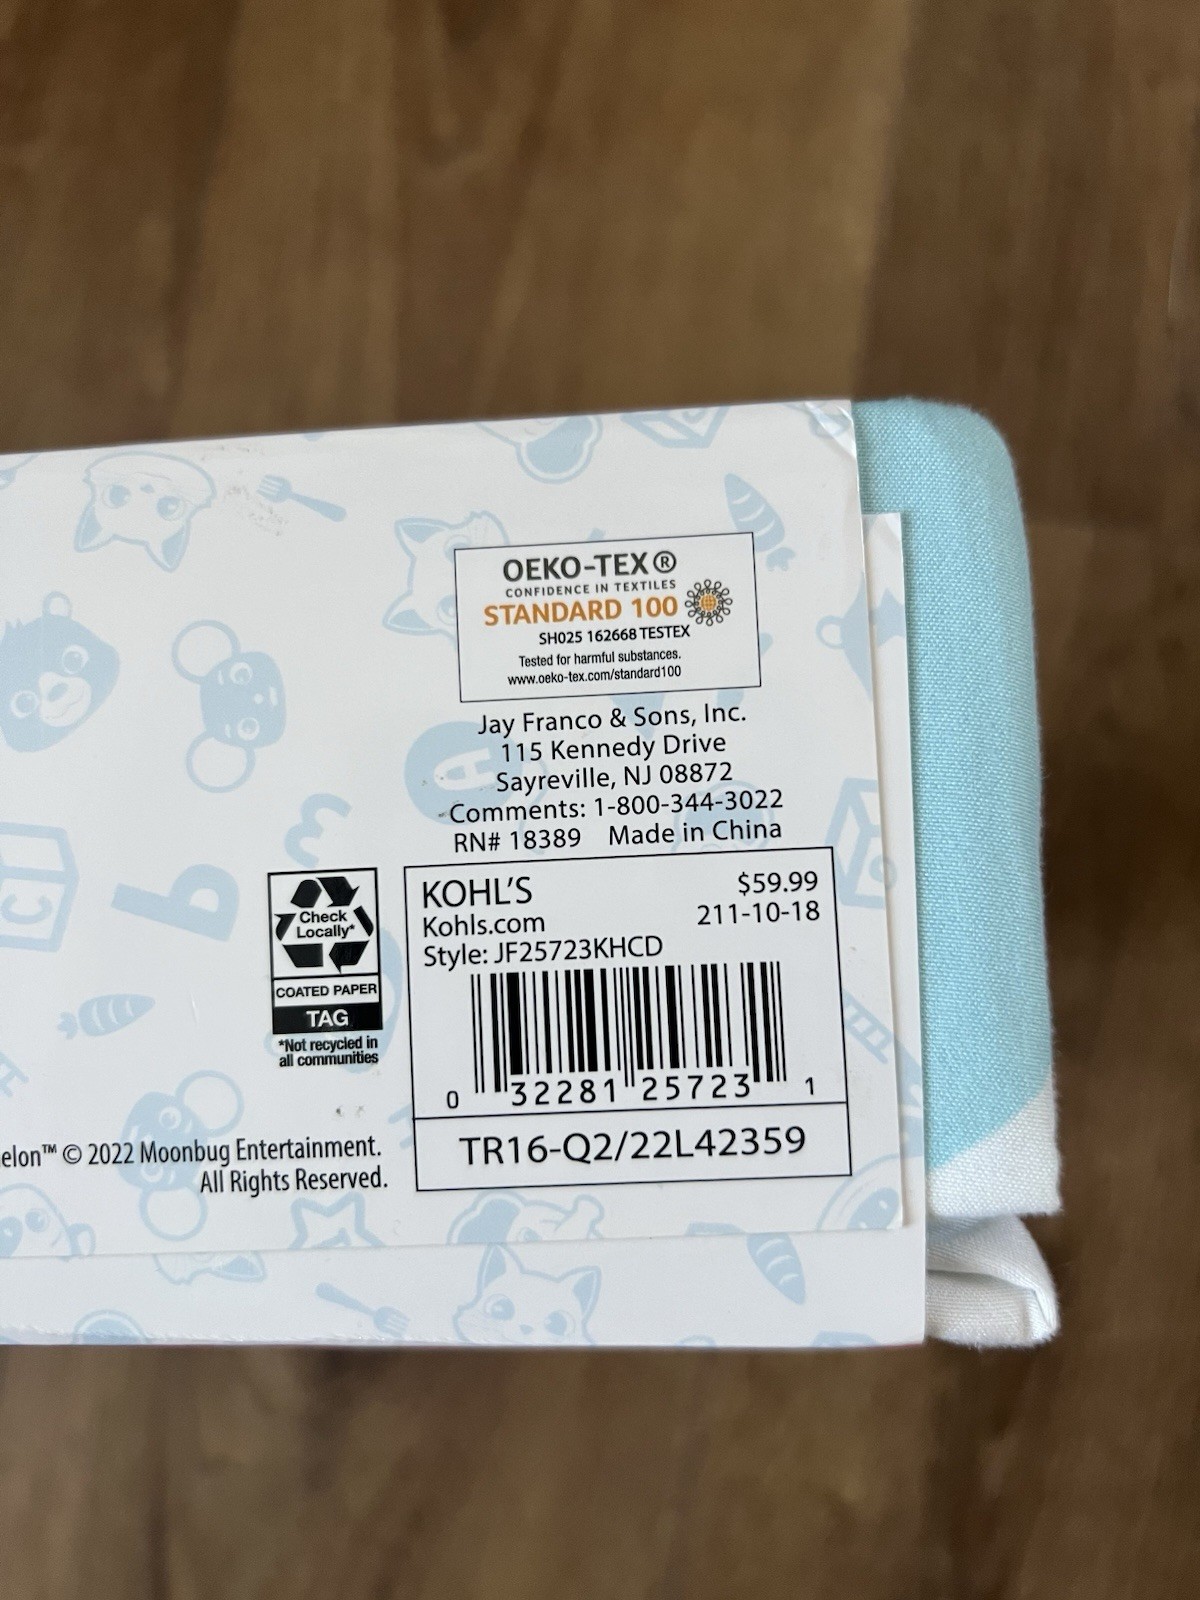 OEKO-TEX®
CONFIDENCE IN TEXTILES
STANDARD 100
SH025 162668 TESTEX
Tested for harmful substances.
www.oeko-tex.com/standard100
Jay Franco & Sons, Inc.
115 Kennedy Drive
Sayreville, NJ 08872
Comments: 1-800-344-3022
RN# 18389 Made in China
Check
Locally*
COATED PAPER
TAG
*Not recycled in
all communities
KOHL'S $59.99
Kohls.com 211-10-18
Style: JF25723KHCD
0 32281 25723 1
TR16-Q2/22L42359
elon™ © 2022 Moonbug Entertainment.
All Rights Reserved.
A
b
m
C